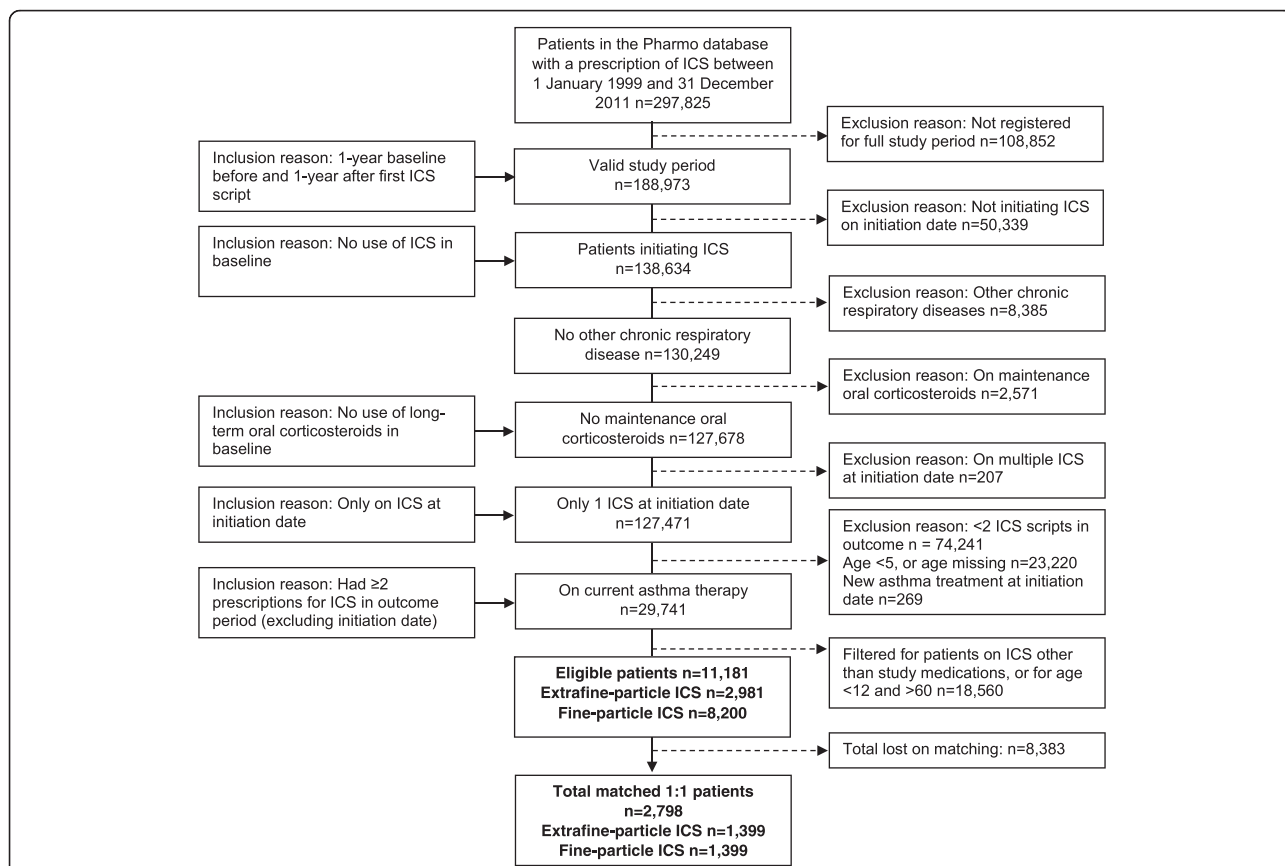 Patients in the Pharmo database
with a prescription of ICS between
1 January 1999 and 31 December
2011 n=297,825
Exclusion reason: Not registered
for full study period n=108,852
Inclusion reason: 1-year baseline
before and 1-year after first ICS
script
Valid study period
n=188,973
Exclusion reason: Not initiating ICS
on initiation date n=50,339
Inclusion reason: No use of ICS in
baseline
Patients initiating ICS
n=138,634
Exclusion reason: Other chronic
respiratory diseases n=8,385
No other chronic respiratory
disease n=130,249
Exclusion reason: On maintenance
oral corticosteroids n=2,571
Inclusion reason: No use of long-
term oral corticosteroids in
baseline
No maintenance oral
corticosteroids n=127,678
Exclusion reason: On multiple ICS
at initiation date n=207
Inclusion reason: Only on ICS at
initiation date
Only 1 ICS at initiation date
n=127,471
Exclusion reason: <2 ICS scripts in
outcome n = 74,241
Age <5, or age missing n=23,220
New asthma treatment at initiation
date n=269
Inclusion reason: Had ≥2
prescriptions for ICS in outcome
period (excluding initiation date)
On current asthma therapy
n=29,741
Filtered for patients on ICS other
than study medications, or for age
<12 and >60 n=18,560
Eligible patients n=11,181
Extrafine-particle ICS n=2,981
Fine-particle ICS n=8,200
Total lost on matching: n=8,383
Total matched 1:1 patients
n=2,798
Extrafine-particle ICS n=1,399
Fine-particle ICS n=1,399